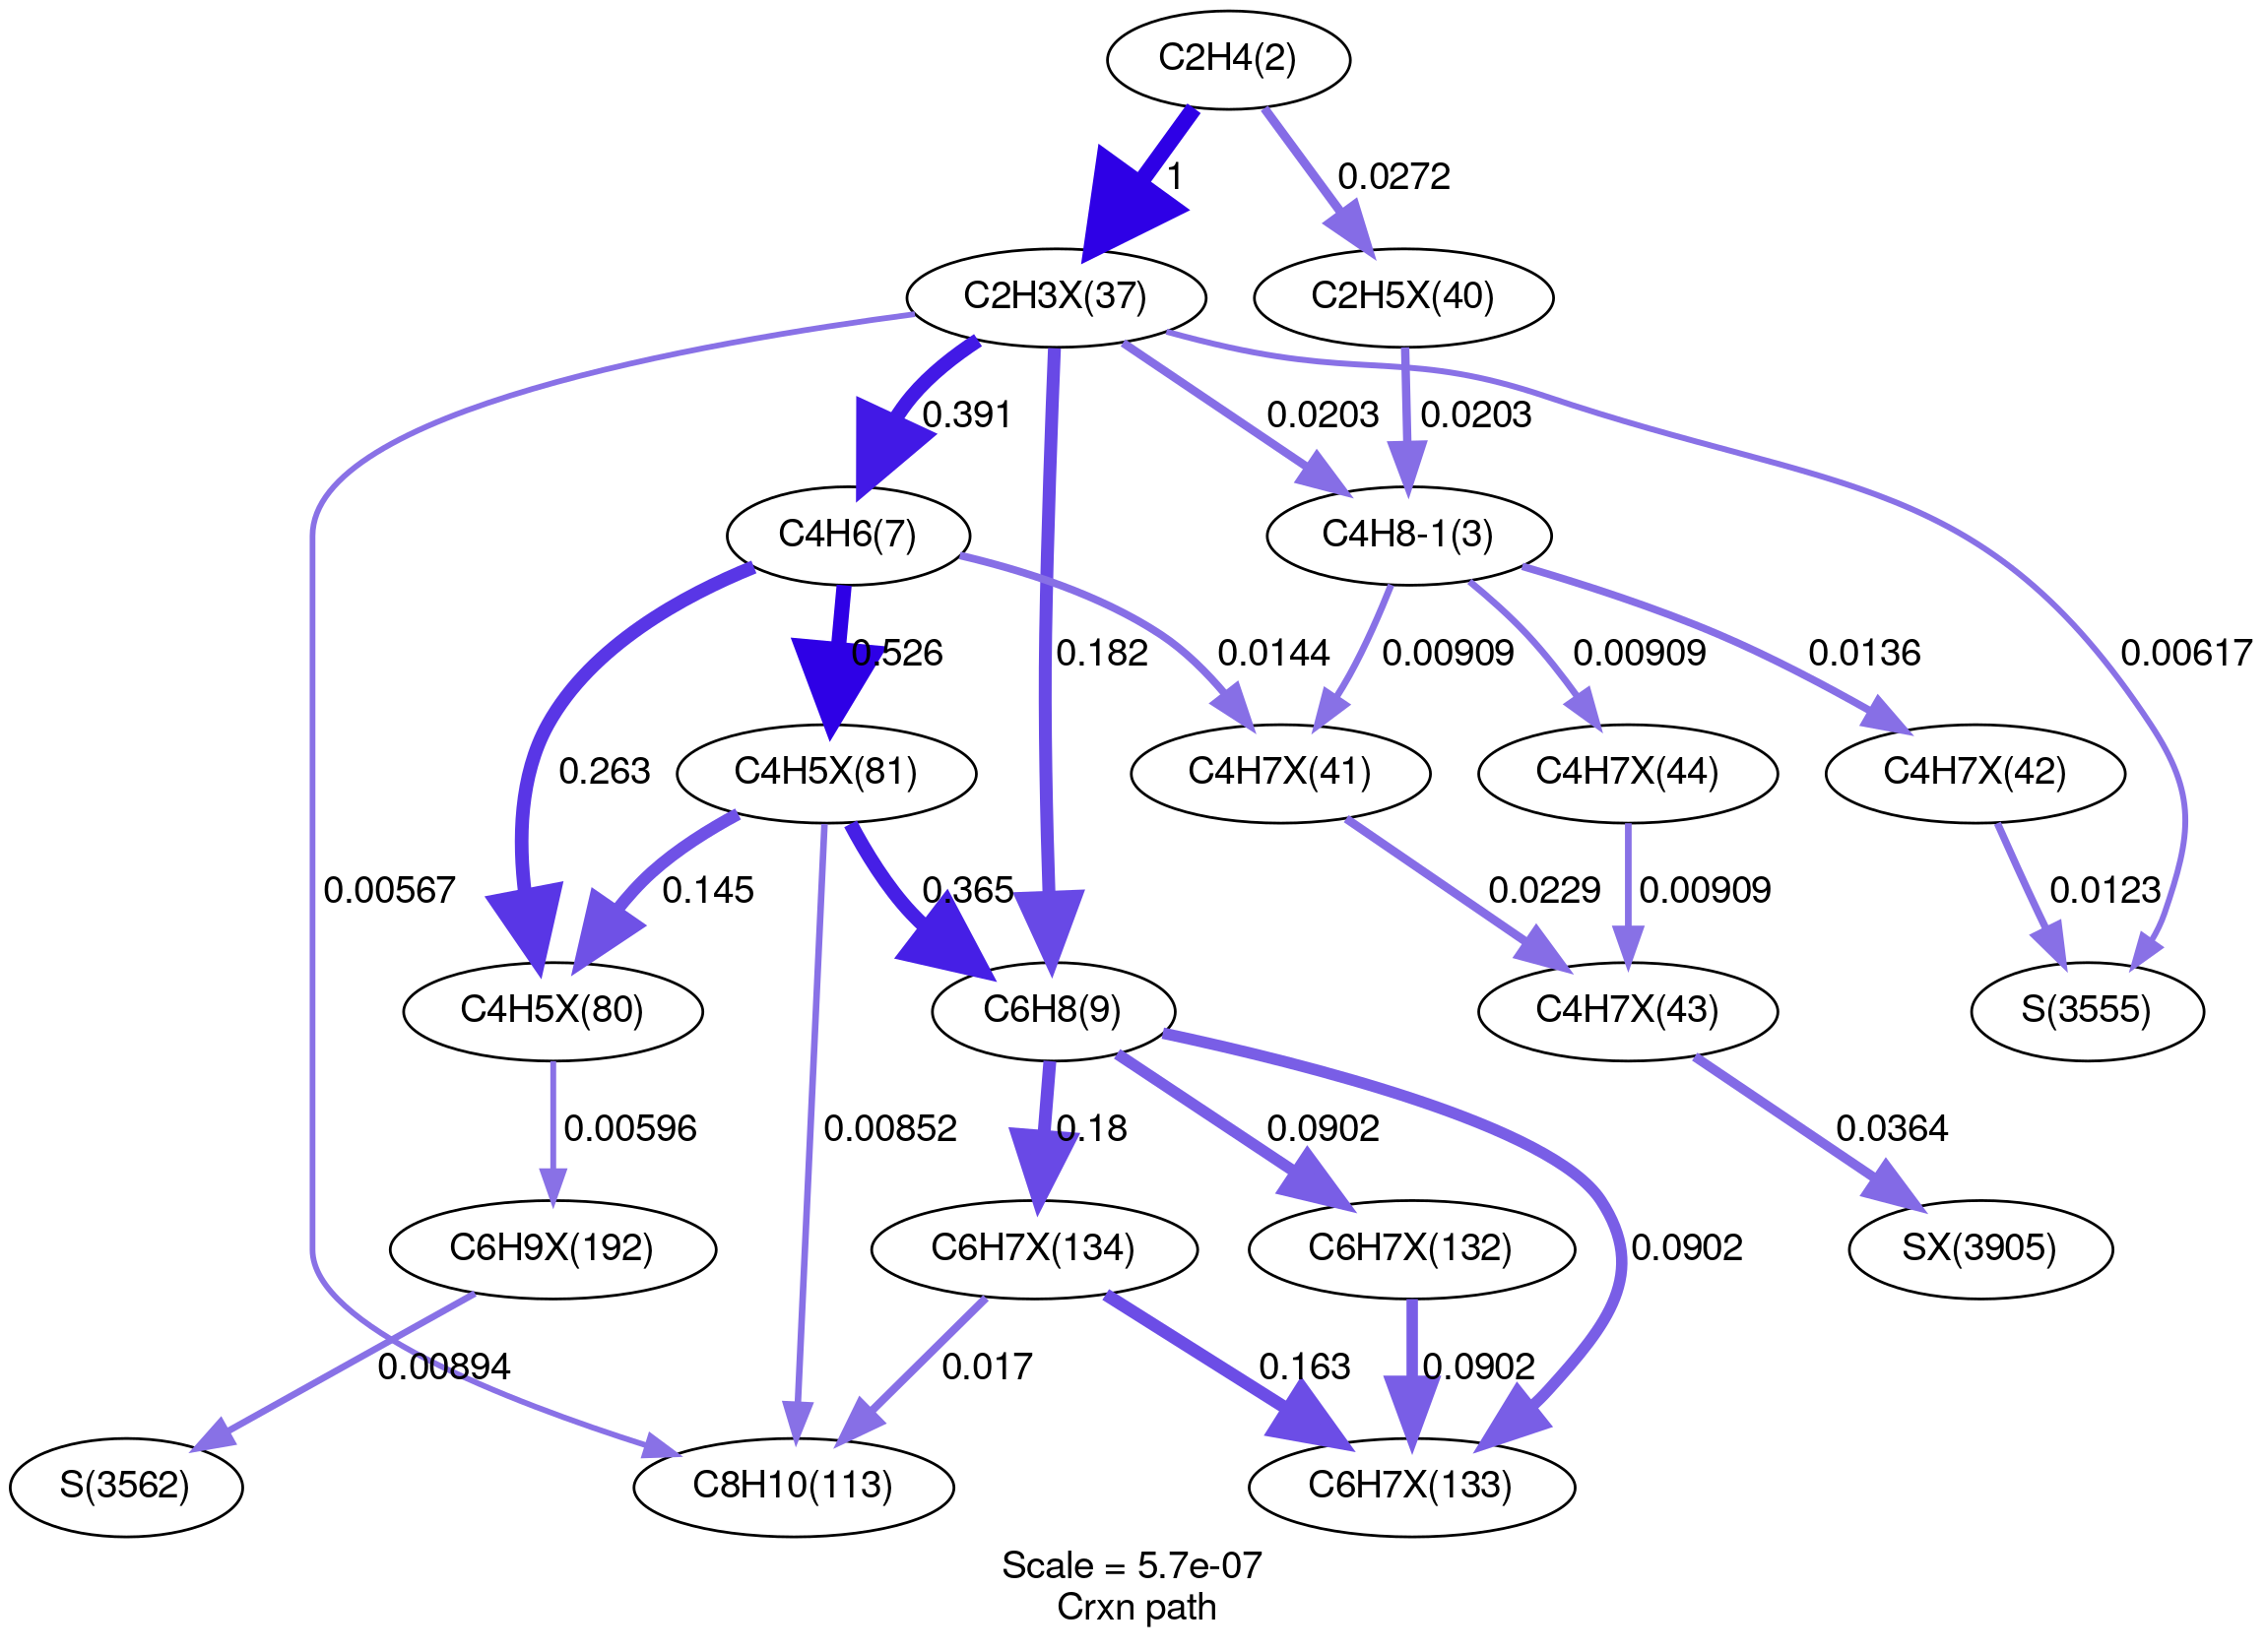 C2H4(2)
1
0.0272
C2H3X(37)
C2H5X(40)
0.391
0.0203
0.0203
C4H6(7)
C4H8-1(3)
0.526
0.182
0.0144
0.00909
0.00909
0.0136
0.00617
0.263
C4H5X(81)
C4H7X(41)
C4H7X(44)
C4H7X(42)
0.00567
0.145
0.365
0.0229
0.00909
0.0123
C4H5X(80)
C6H8(9)
C4H7X(43)
S(3555)
0.00596
0.00852
0.18
0.0902
0.0364
C6H9X(192)
C6H7X(134)
C6H7X(132)
0.0902
SX(3905)
0.00894
0.017
0.163
0.0902
S(3562)
C8H10(113)
C6H7X(133)
Scale = 5.7e-07
Crxn path